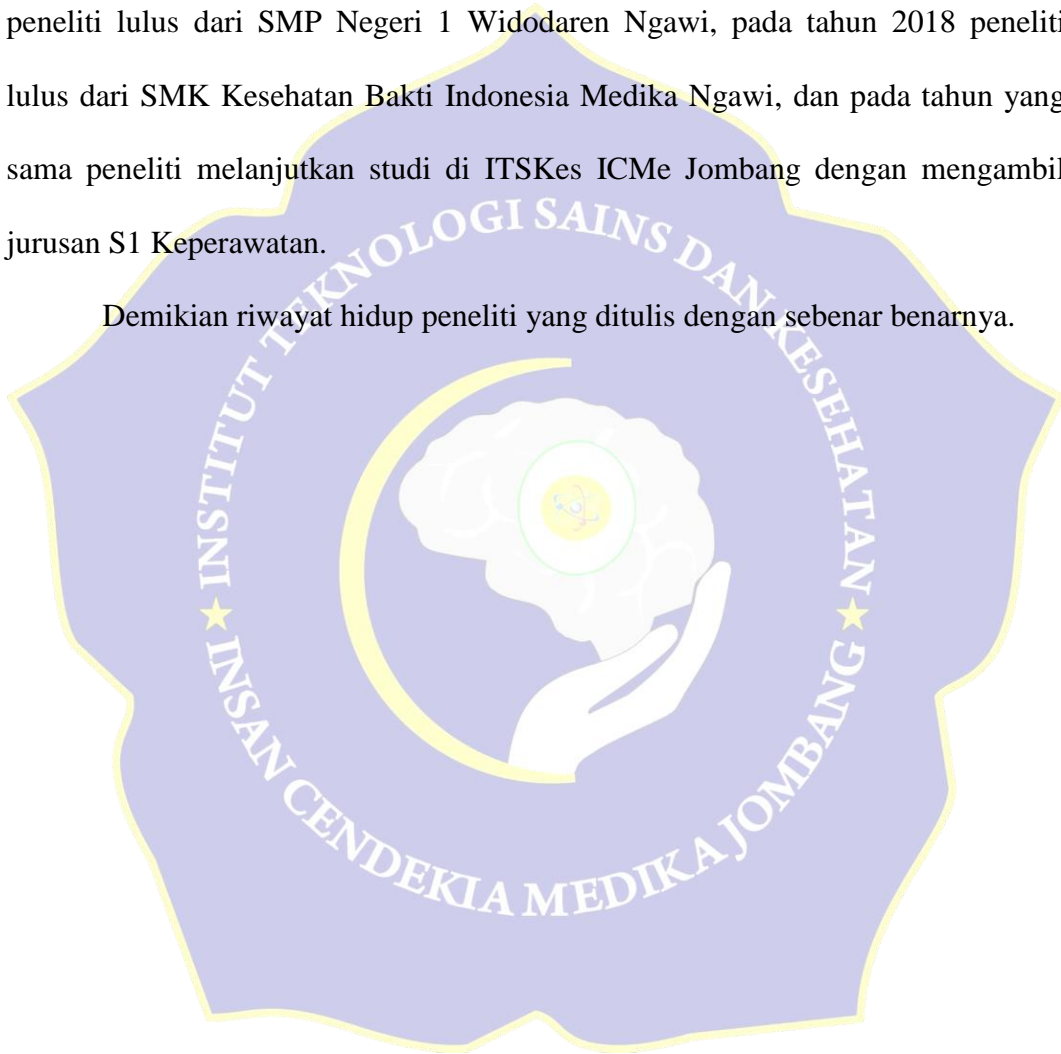 peneliti lulus dari SMP Negeri 1 Widodaren Ngawi, pada tahun 2018 peneliti
lulus dari SMK Kesehatan Bakti Indonesia Medika Ngawi, dan pada tahun yang
sama peneliti melanjutkan studi di ITSKes ICMe Jombang dengan mengambil
jurusan S1 Keperawatan.
Demikian riwayat hidup peneliti yang ditulis dengan sebenar benarnya.
INSTITUT TEKNOLOGI SAINS DAN KESEHATAN
INSAN CENDEKIA MEDIKA JOMBANG